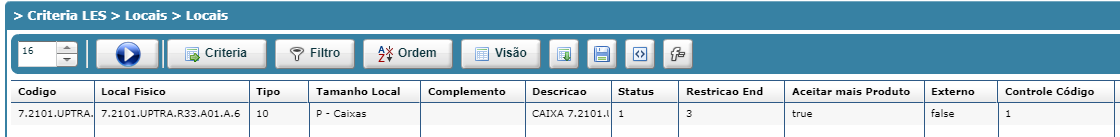 > Criteria LES > Locais > Locais
16 Criteria Filtro Ordem Visão
Codigo Local Fisico Tipo Tamanho Local Complemento Descricao Status Restricao End Aceitar mais Produto Externo Controle Código
7.2101.UPTRA. 7.2101.UPTRA.R33.A01.A.6 10 P - Caixas CAIXA 7.2101. 1 3 true false 1